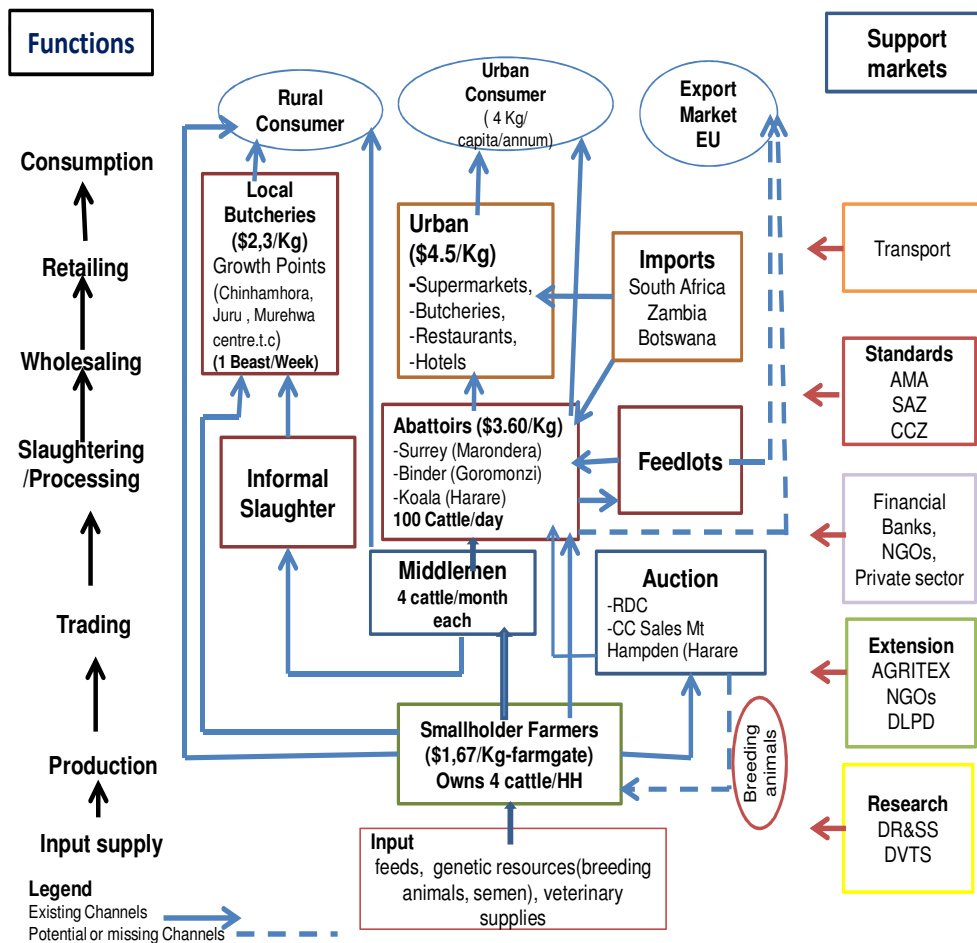 Functions
Consumption
Retailing
Wholesaling
Slaughtering
/Processing
Trading
Production
Input supply
Rural
Consumer
Urban
Consumer
( 4 Kg/
capita/annum)
Export
Market
EU
Local
Butcheries
($2,3/Kg)
Growth Points
(Chinhamhora,
Juru , Murehwa
centre.t.c)
(1 Beast/Week)
Urban
($4.5/Kg)
-Supermarkets,
-Butcheries,
-Restaurants,
-Hotels
Imports
South Africa
Zambia
Botswana
Informal
Slaughter
Abattoirs ($3.60/Kg)
-Surrey (Marondera)
-Binder (Goromonzi)
-Koala (Harare)
100 Cattle/day
Feedlots
Middlemen
4 cattle/month
each
Auction
-RDC
-CC Sales Mt
Hampden (Harare
Smallholder Farmers
($1,67/Kg-farmgate)
Owns 4 cattle/HH
Breeding
animals
Input
feeds, genetic resources(breeding
animals, semen), veterinary
supplies
Support
markets
Transport
Standards
AMA
SAZ
CCZ
Financial
Banks,
NGOs,
Private sector
Extension
AGRITEX
NGOs
DLPD
Research
DR&SS
DVTS
Legend
Existing Channels
Potential or missing Channels